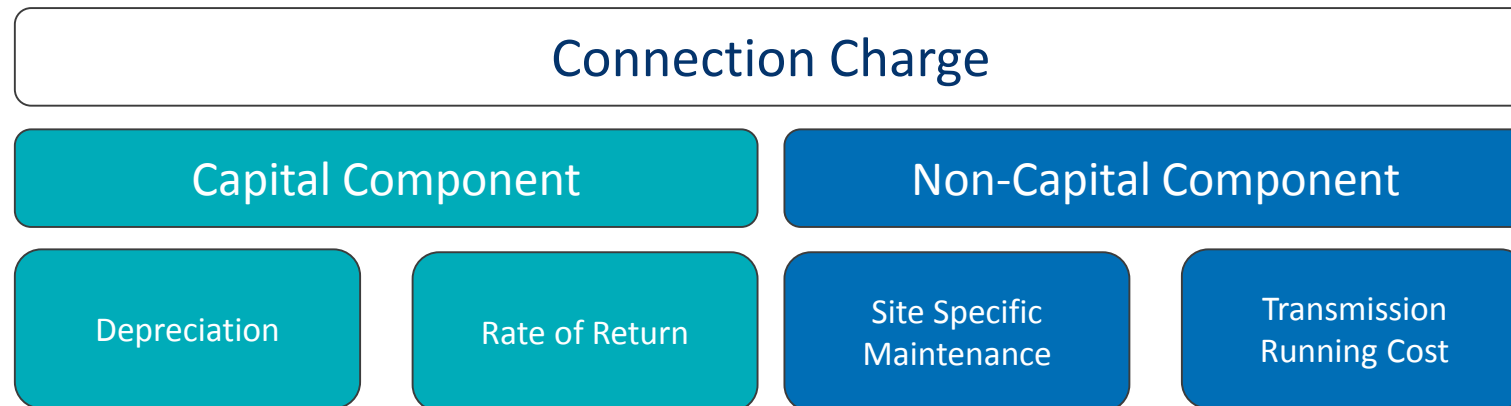 Connection Charge
Capital Component
Non-Capital Component
Depreciation
Rate of Return
Site Specific
Maintenance
Transmission
Running Cost